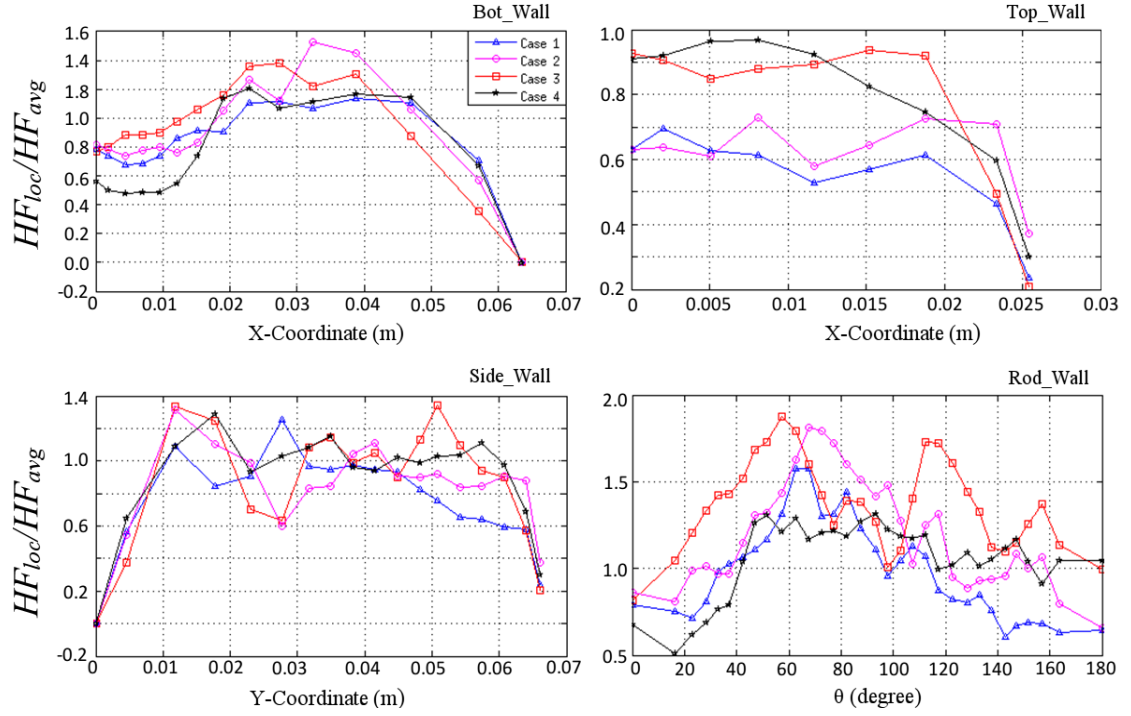 Bot_Wall
HF_loc/HF_avg
1.6
1.4
1.8
1.0
0.8
0.6
0.4
0.2
0.0
-0.2
Case 1
Case 2
Case 3
Case 4
0 0.01 0.02 0.03 0.04 0.05 0.06 0.07
X-Coordinate (m)
Top_Wall
1.0
0.8
0.6
0.4
0.2
0 0.005 0.01 0.015 0.02 0.025 0.03
X-Coordinate (m)
Side_Wall
HF_loc/HF_avg
1.4
1.0
0.6
0.2
-0.2
0 0.01 0.02 0.03 0.04 0.05 0.06 0.07
Y-Coordinate (m)
Rod_Wall
2.0
1.5
1.0
0.5
0 20 40 60 80 100 120 140 160 180
θ (degree)